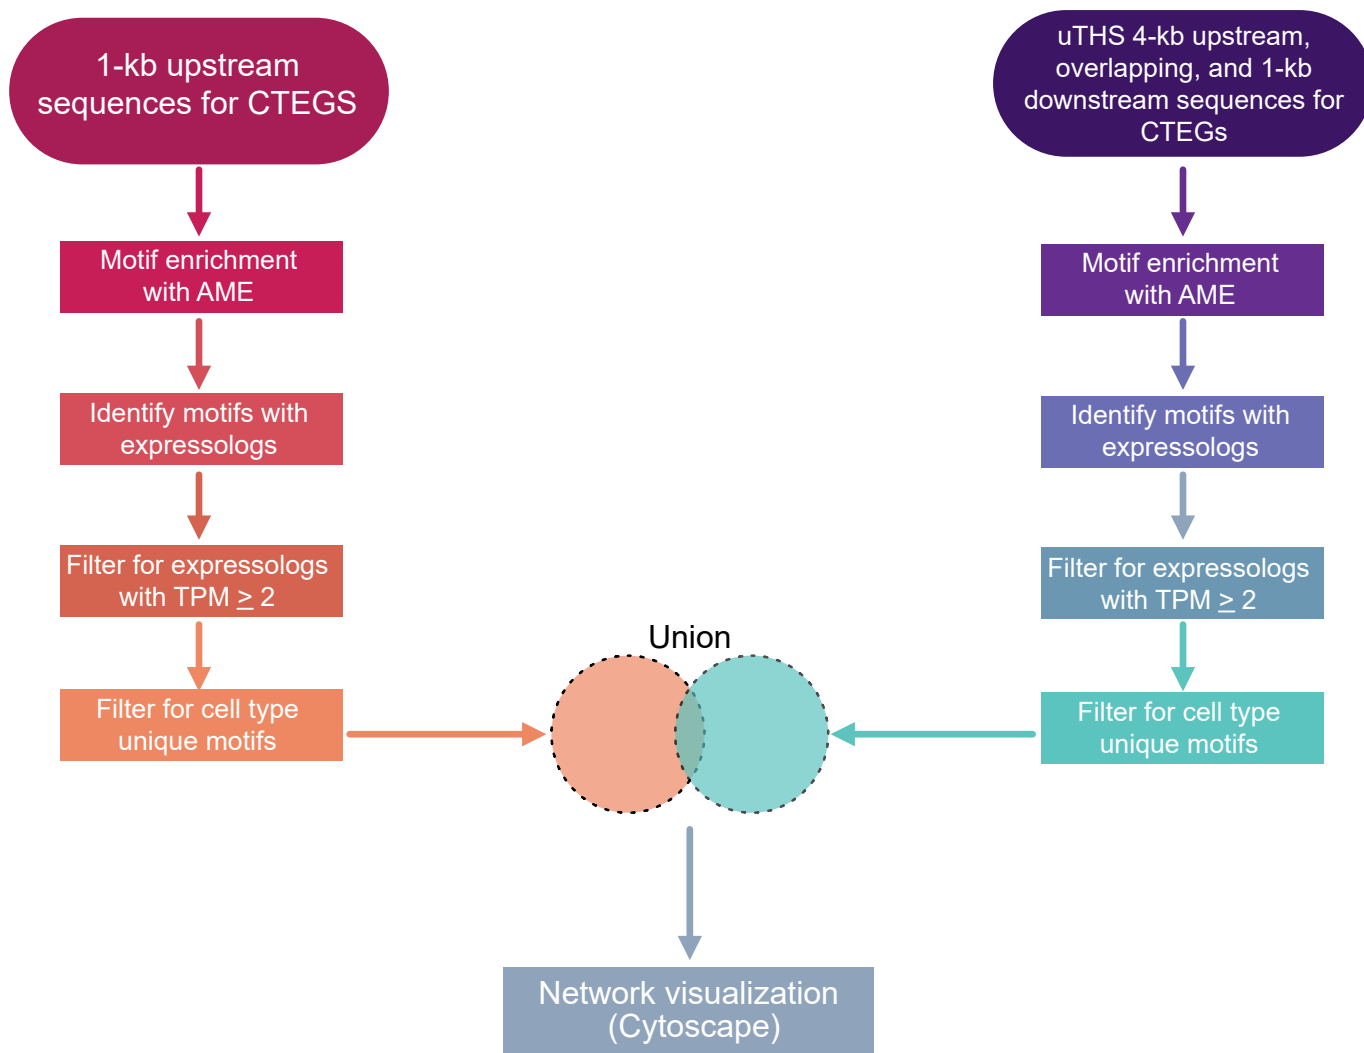 1-kb upstream
sequences for CTEGS
Motif enrichment
with AME
Identify motifs with
expressologs
Filter for expressologs
with TPM ≥ 2
Filter for cell type
unique motifs
uTHS 4-kb upstream,
overlapping, and 1-kb
downstream sequences for
CTEGs
Motif enrichment
with AME
Identify motifs with
expressologs
Filter for expressologs
with TPM ≥ 2
Filter for cell type
unique motifs
Union
Network visualization
(Cytoscape)